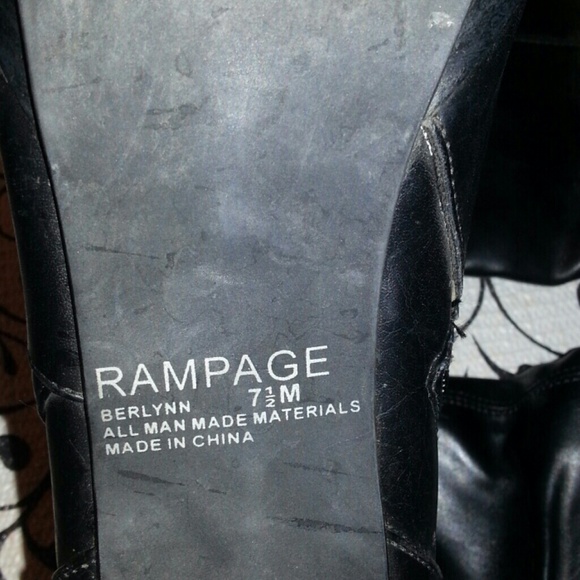 RAMPAGE
BERLYNN 7½M
ALL MAN MADE MATERIALS
MADE IN CHINA